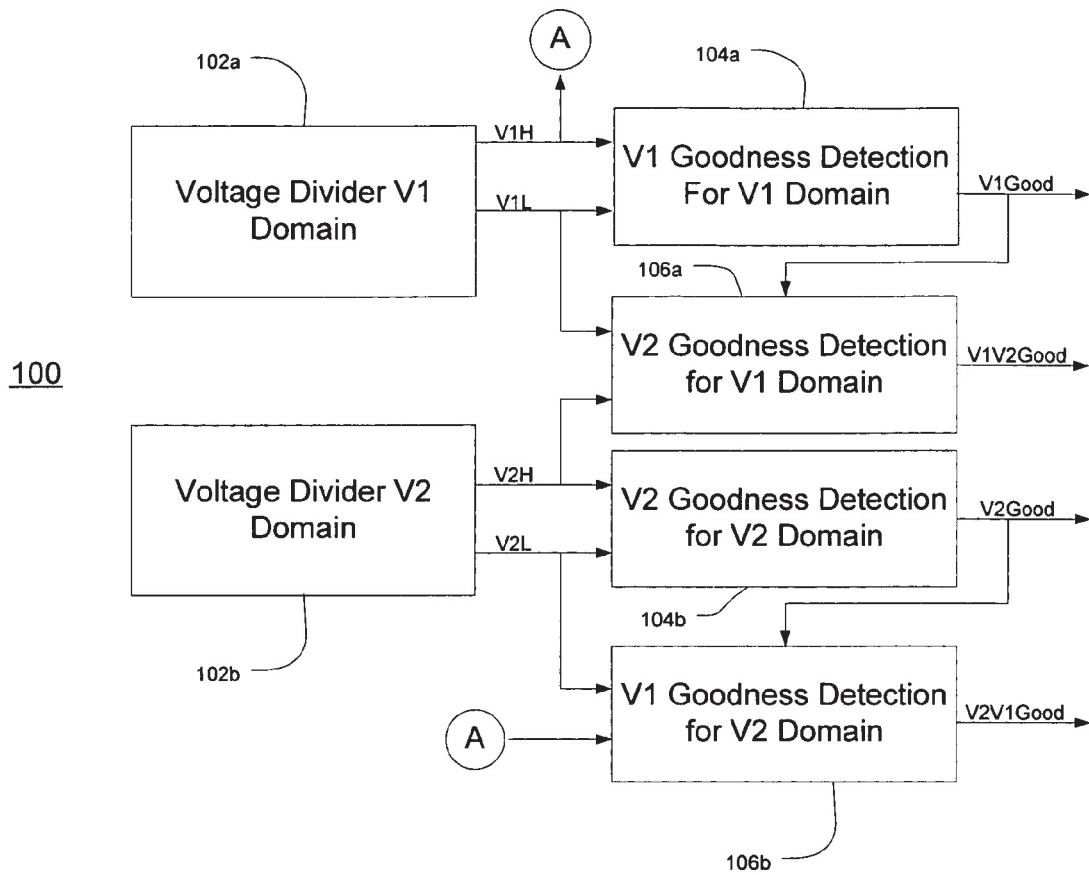 A
102a
104a
V1H
V1L
Voltage Divider V1
Domain
V1 Goodness Detection
For V1 Domain
V1Good
106a
V2 Goodness Detection
for V1 Domain
V1V2Good
100
Voltage Divider V2
Domain
V2H
V2L
V2 Goodness Detection
for V2 Domain
V2Good
104b
102b
A
V1 Goodness Detection
for V2 Domain
V2V1Good
106b